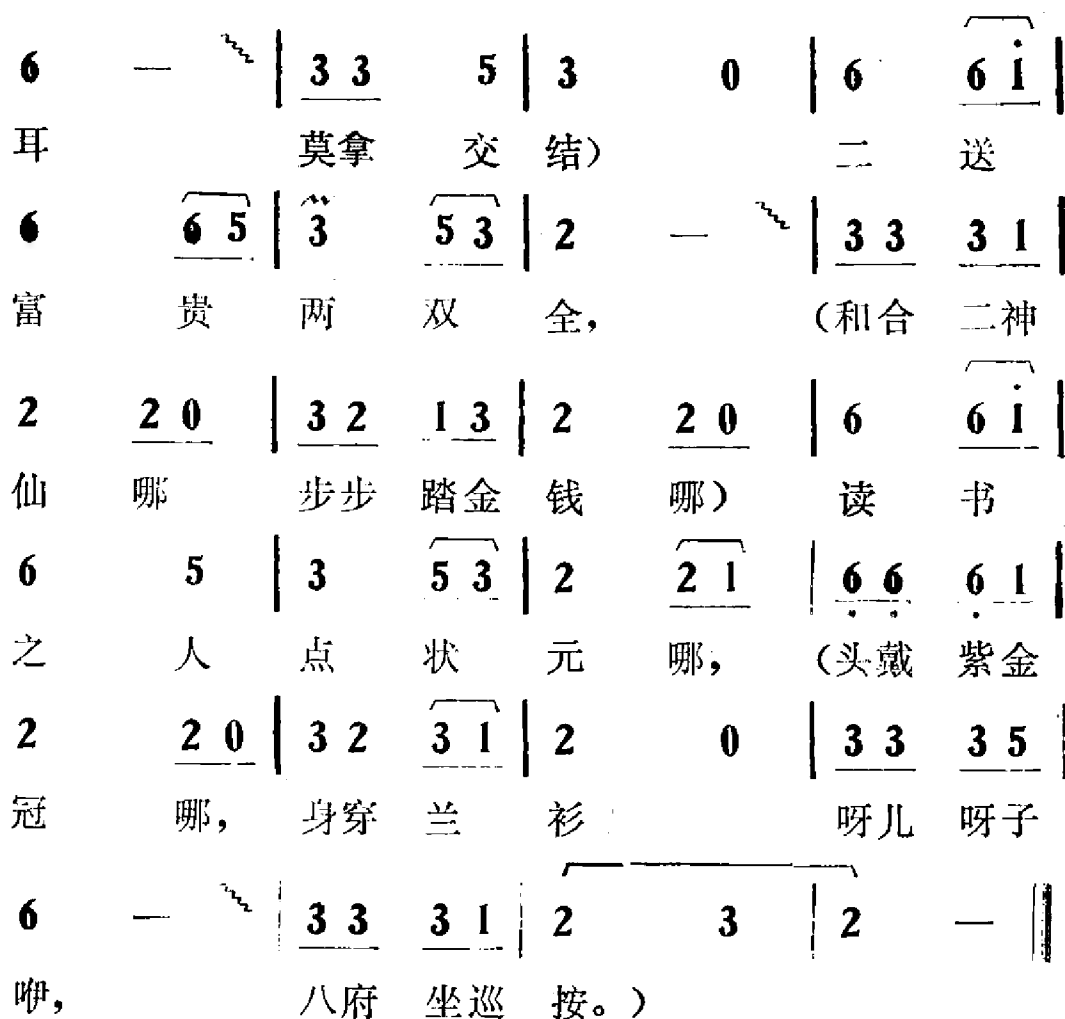 6 — | 3 3 5 | 3 0 | 6 6 i |
耳 莫拿 交 结） 二 送
6 6 5 | 3 5 3 | 2 — | 3 3 3 1 |
富 贵 两 双 全， （和合 二神
2 2 0 | 3 2 1 3 | 2 2 0 | 6 6 i |
仙 哪 步步 踏金 钱 哪） 读 书
6 5 | 3 5 3 | 2 2 1 | 6 6 6 1 |
之 人 点 状 元 哪， （头戴 紫金
2 2 0 | 3 2 3 1 | 2 0 | 3 3 3 5 |
冠 哪， 身穿 兰 衫 呀儿 呀子
6 — | 3 3 3 1 | 2 3 | 2 — ‖
咿， 八府 坐巡 按。）